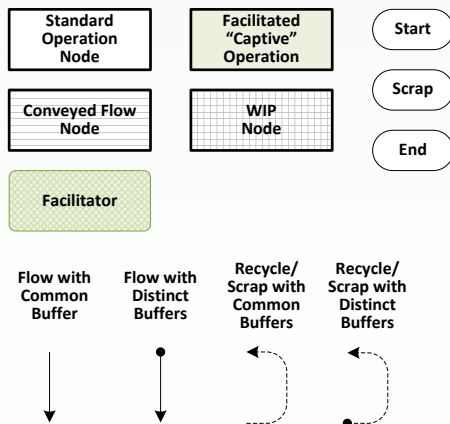 Standard
Operation
Node
Facilitated
“Captive”
Operation
Start
Conveyed Flow
Node
WIP
Node
Scrap
End
Facilitator
Flow with
Common
Buffer
Flow with
Distinct
Buffers
Recycle/
Scrap with
Common
Buffers
Recycle/
Scrap with
Distinct
Buffers